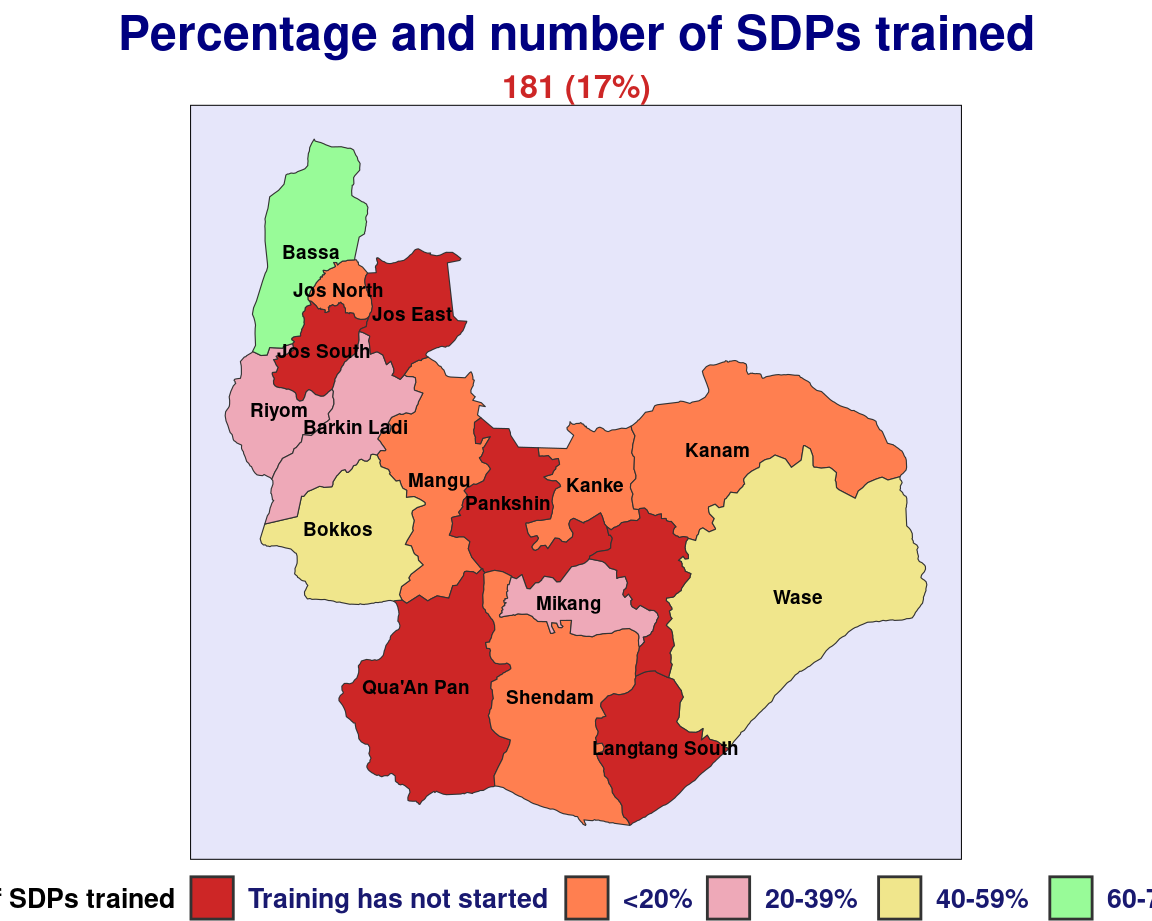 Percentage and number of SDPs trained
181 (17%)
Bassa
Jos North
Jos East
Jos South
Riyom
Barkin Ladi
Kanam
Mangu
Kanke
Pankshin
Bokkos
Wase
Mikang
Qua'An Pan
Shendam
Langtang South
SDPs trained Training has not started <20% 20-39% 40-59% 60-